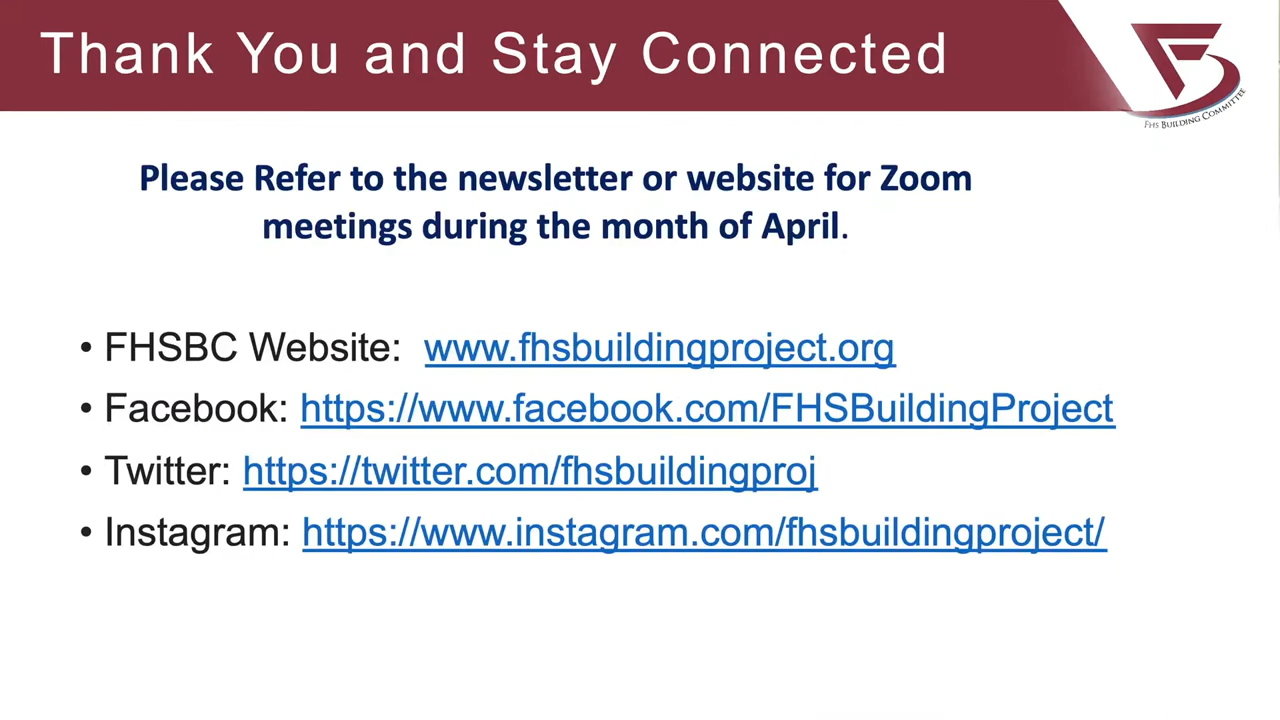 Thank You and Stay Connected
FHS BUILDING COMMITTEE
Please Refer to the newsletter or website for Zoom
meetings during the month of April.
• FHSBC Website: www.fhsbuildingproject.org
• Facebook: https://www.facebook.com/FHSBuildingProject
• Twitter: https://twitter.com/fhsbuildingproj
• Instagram: https://www.instagram.com/fhsbuildingproject/